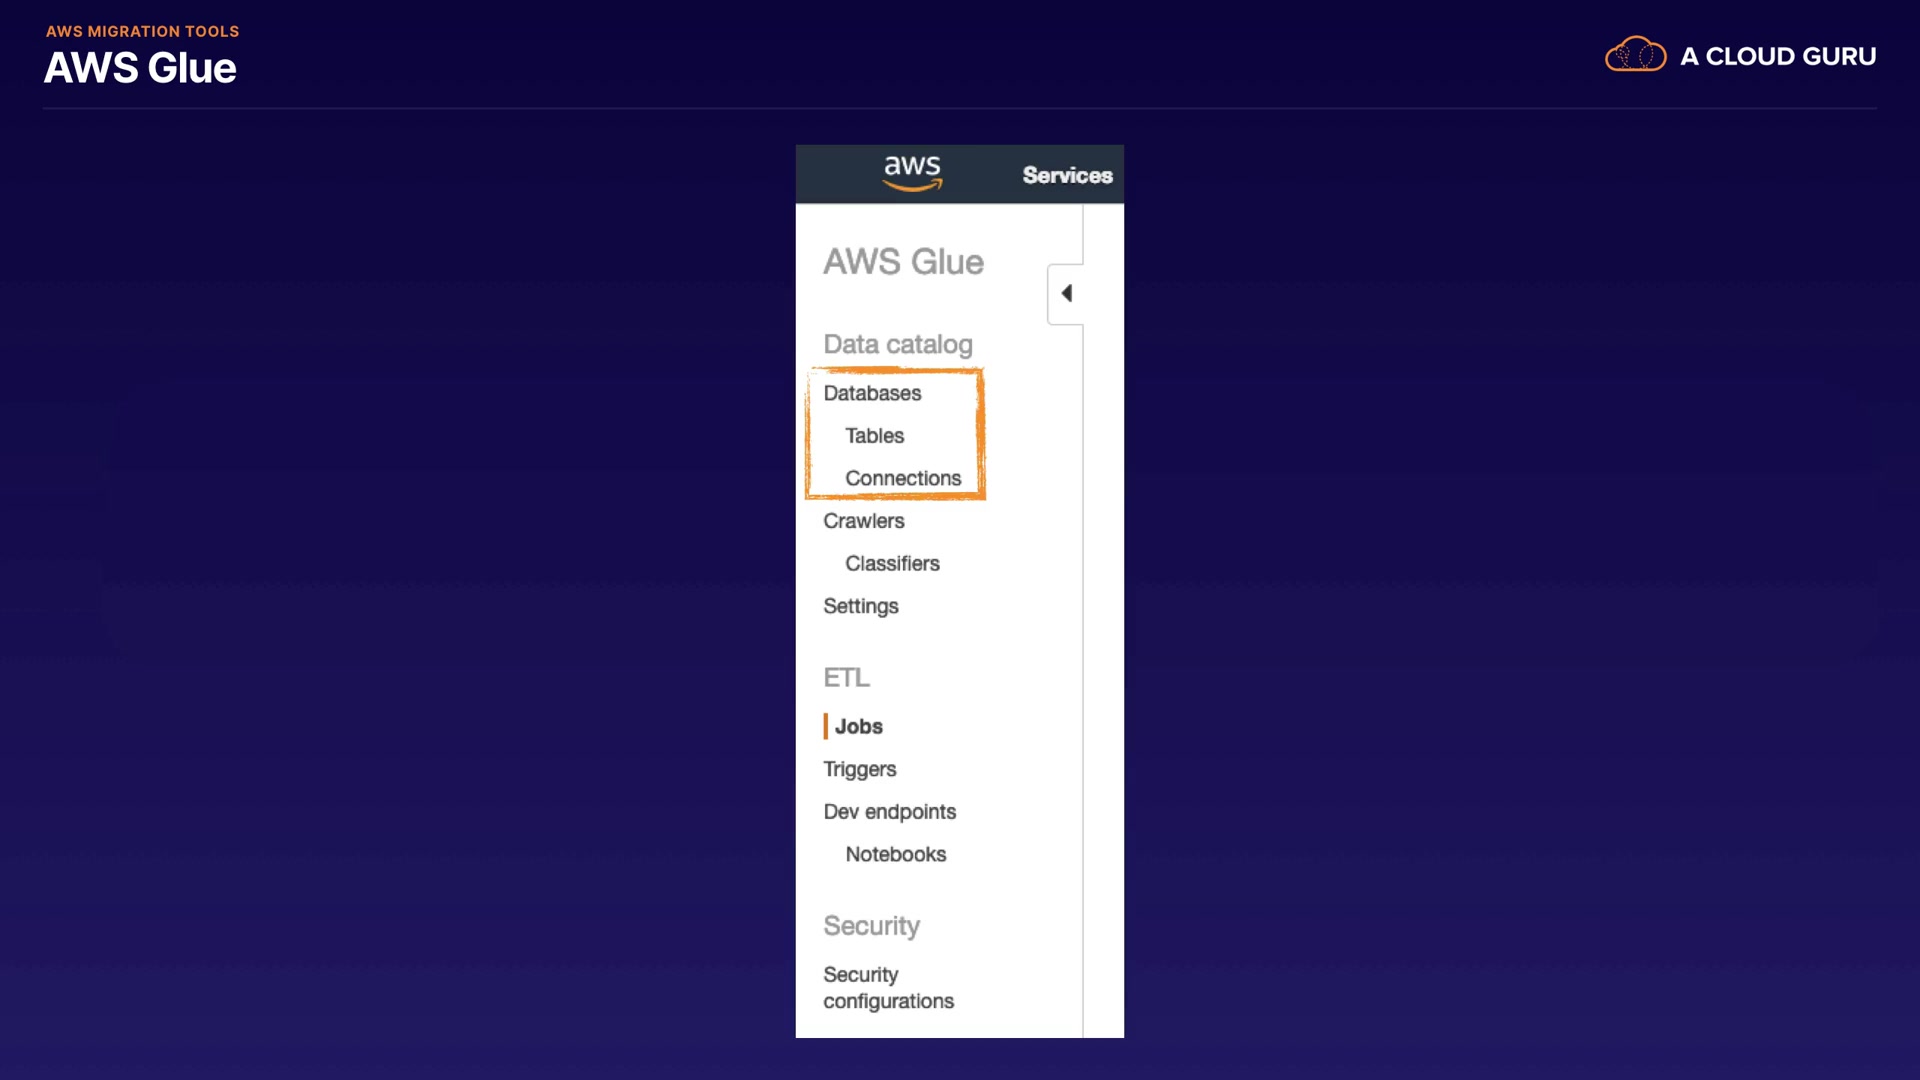 AWS MIGRATION TOOLS
AWS Glue
A CLOUD GURU
aws
Services
AWS Glue
Data catalog
Databases
Tables
Connections
Crawlers
Classifiers
Settings
ETL
Jobs
Triggers
Dev endpoints
Notebooks
Security
Security
configurations